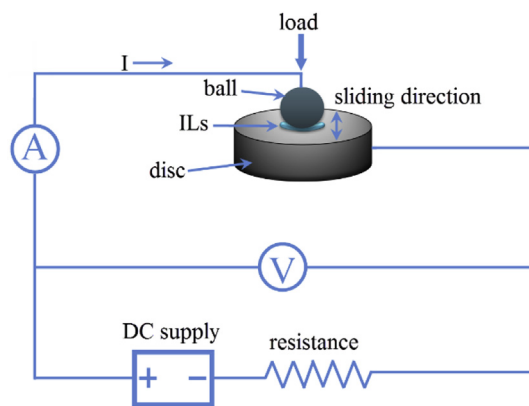 load
I
ball
sliding direction
ILs
A
disc
V
DC supply
resistance
+ −